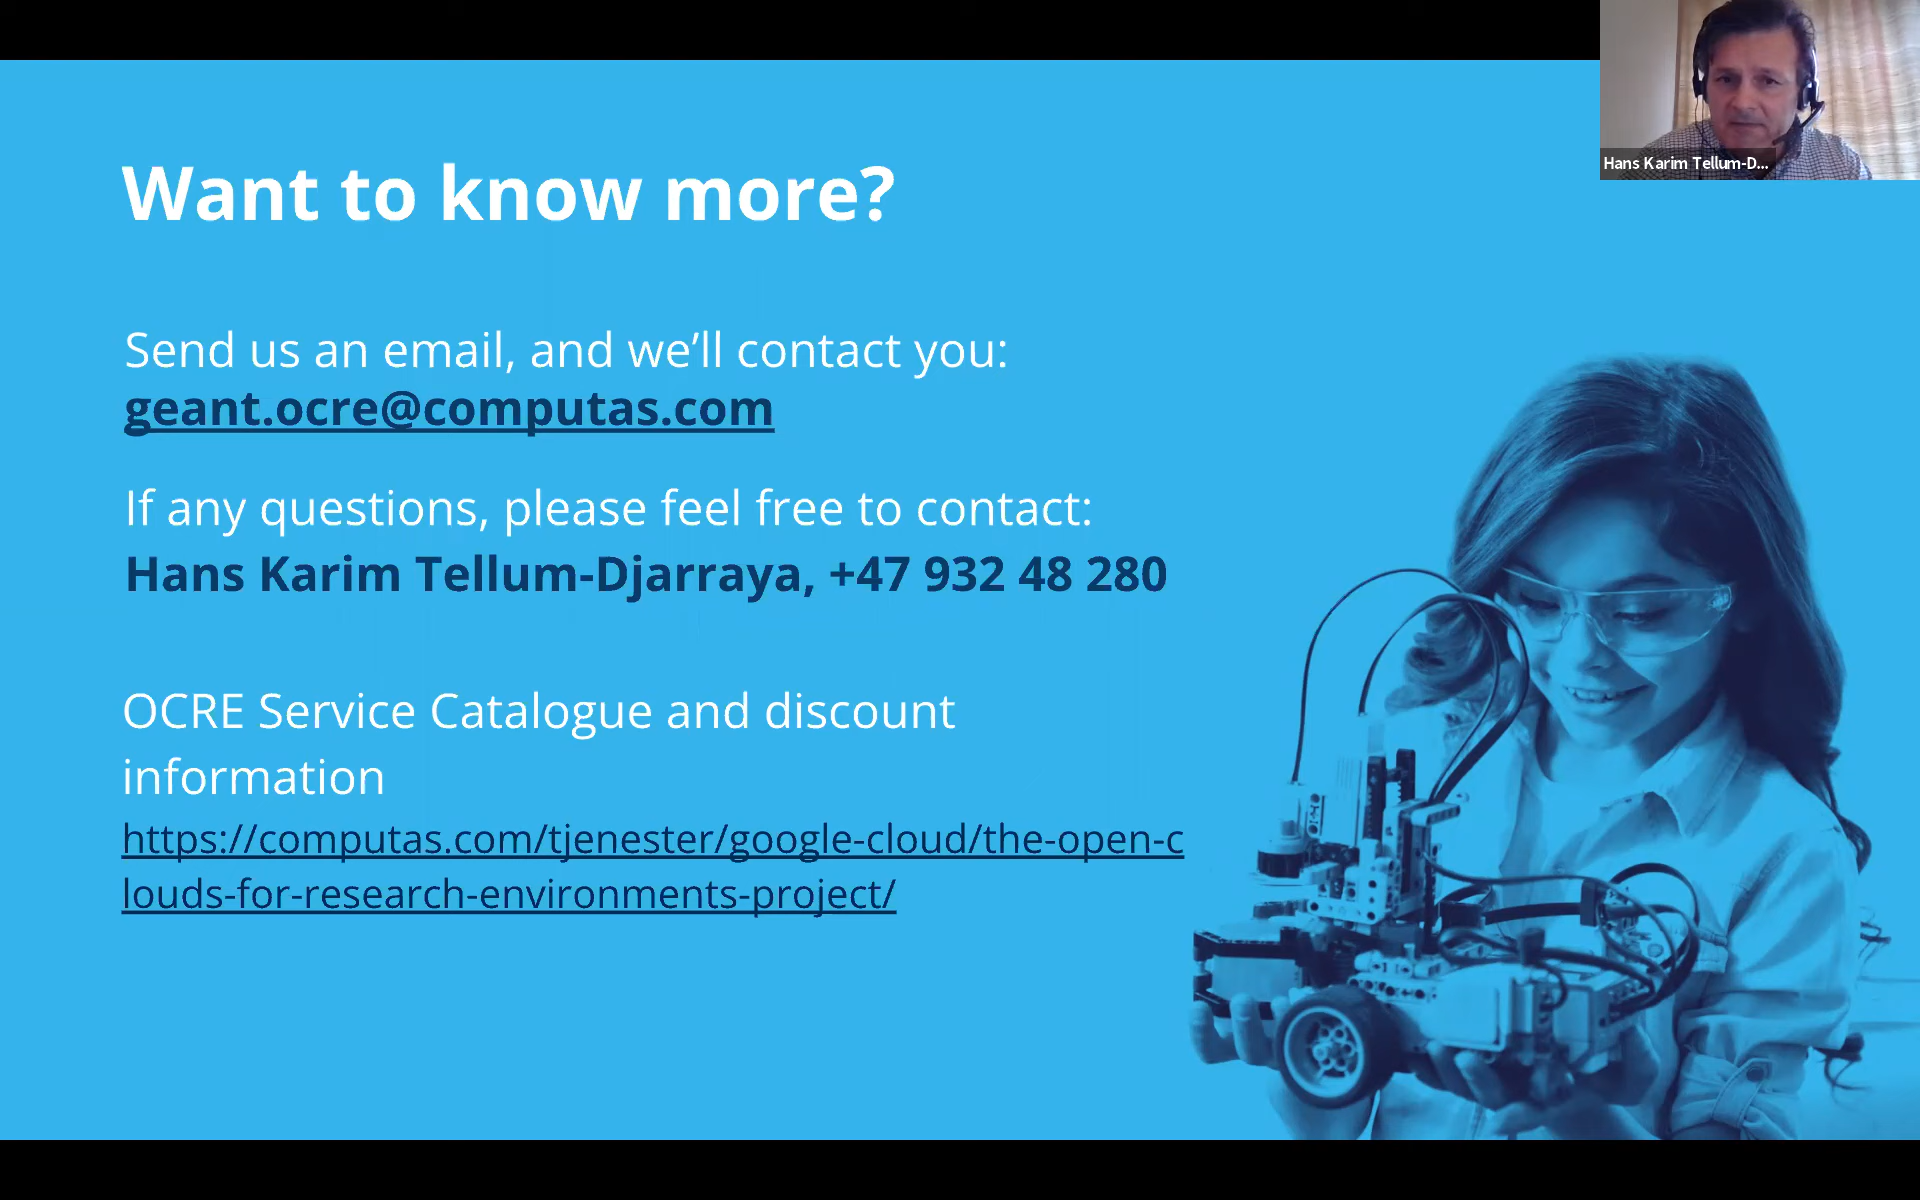 Hans Karim Tellum-D...
Want to know more?
Send us an email, and we’ll contact you:
geant.ocre@computas.com
If any questions, please feel free to contact:
Hans Karim Tellum-Djarraya, +47 932 48 280
OCRE Service Catalogue and discount
information
https://computas.com/tjenester/google-cloud/the-open-c
louds-for-research-environments-project/